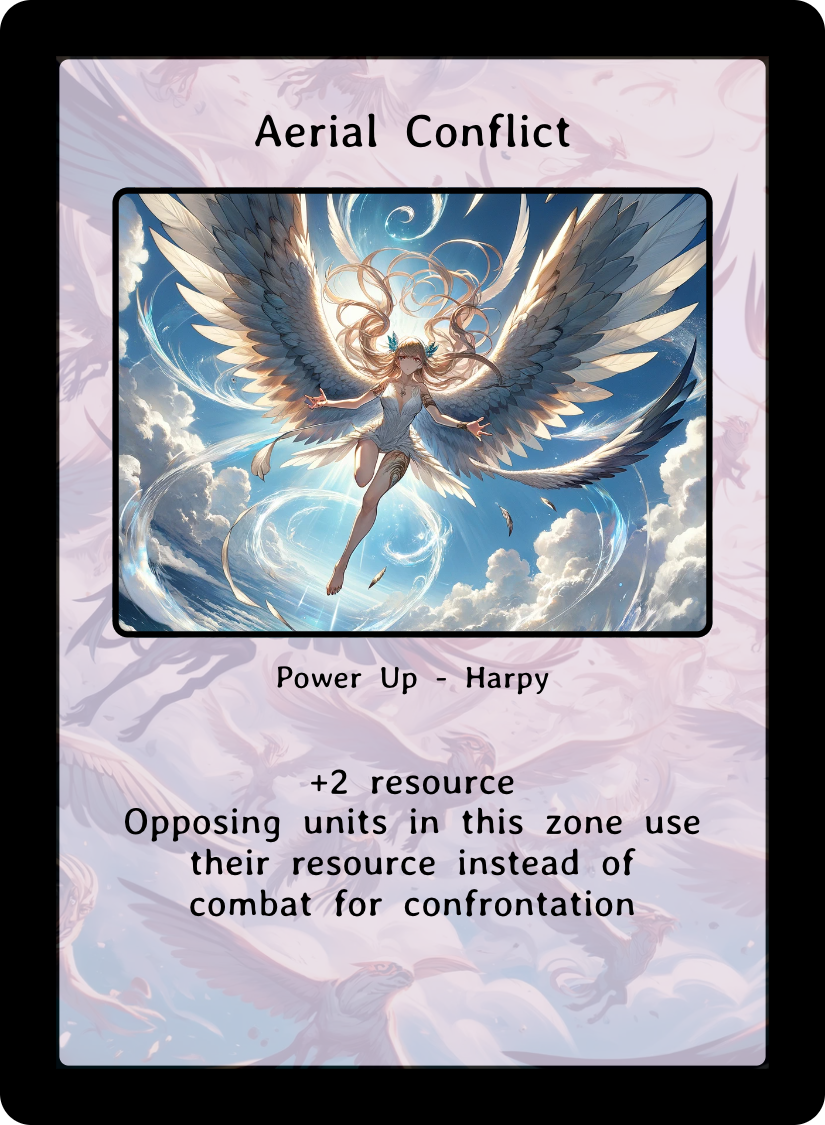 Aerial Conflict
Power Up - Harpy
+2 resource
Opposing units in this zone use
their resource instead of
combat for confrontation